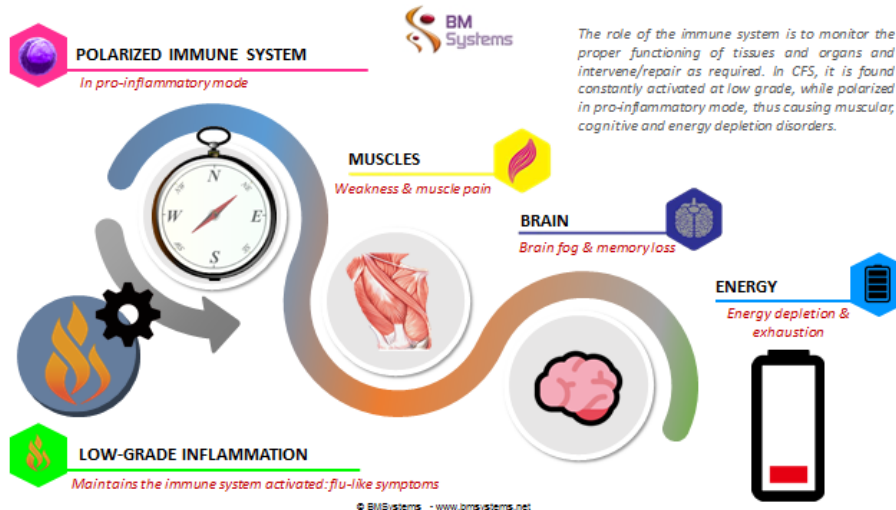 BM
Systems
The role of the immune system is to monitor the
proper functioning of tissues and organs and
intervene/repair as required. In CFS, it is found
constantly activated at low grade, while polarized
in pro-inflammatory mode, thus causing muscular,
cognitive and energy depletion disorders.
POLARIZED IMMUNE SYSTEM
In pro-inflammatory mode
N
NW
NE
W
E
SW
SE
S
MUSCLES
Weakness & muscle pain
BRAIN
Brain fog & memory loss
ENERGY
Energy depletion &
exhaustion
LOW-GRADE INFLAMMATION
Maintains the immune system activated: flu-like symptoms
© BMSystems - www.bmsystems.net